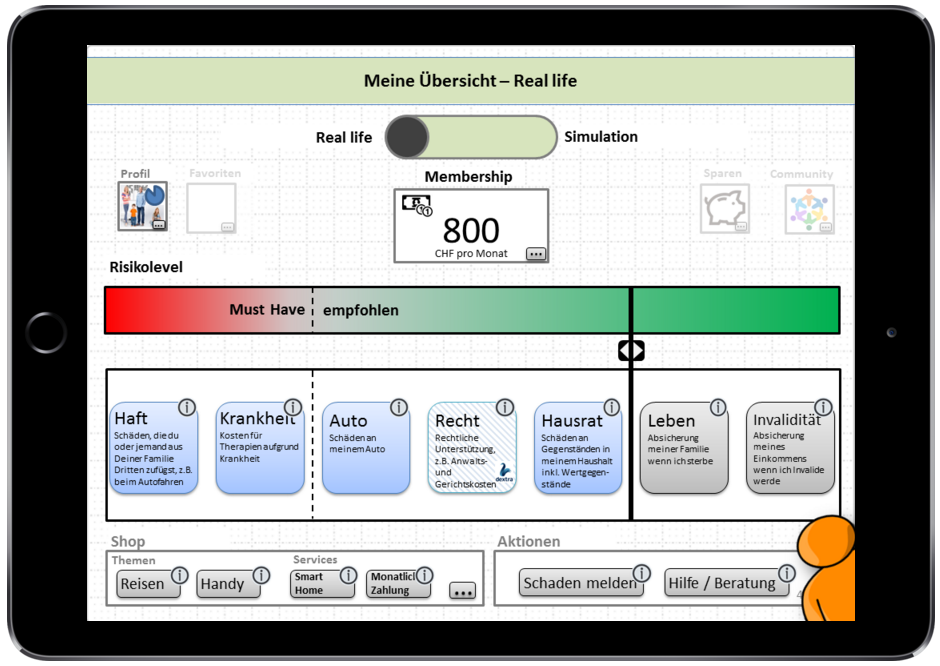 Meine Übersicht – Real life
Real life
Simulation
Profil
Favoriten
Membership
Sparen
Community
800
CHF pro Monat
Risikolevel
Must Have
empfohlen
Haft
Schäden, die du
oder jemand aus
Deiner Familie
Dritten zufügst, z.B.
beim Autofahren
Krankheit
Kosten für
Therapien aufgrund
Krankheit
Auto
Schäden an
meinem Auto
Recht
Rechtliche
Unterstützung,
z.B. Anwalts-
und
Gerichtskosten
dextra
Hausrat
Schäden an
Gegenständen in
meinem Haushalt
inkl. Wertgegen-
stände
Leben
Absicherung
meiner Familie
wenn ich sterbe
Invalidität
Absicherung
meines
Einkommens
wenn ich Invalide
werde
Shop
Themen
Reisen
Handy
Services
Smart
Home
Monatlich
Zahlung
...
Aktionen
Schaden melden
Hilfe / Beratung